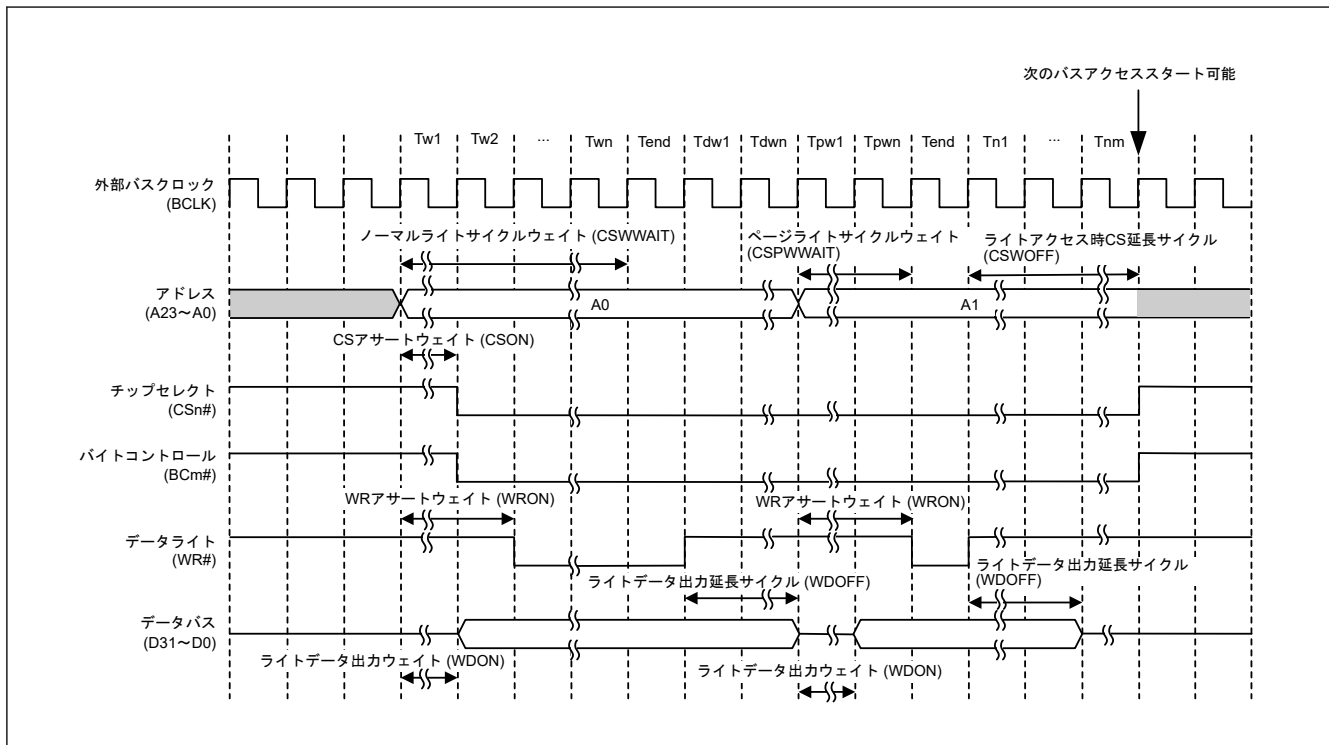 次のバスアクセススタート可能
Tw1 Tw2 ... Twn Tend Tdw1 Tdwn Tpw1 Tpwn Tend Tn1 ... Tnm
外部バスクロック
(BCLK)
ノーマルライトサイクルウェイト (CSWWAIT)
ページライトサイクルウェイト
(CSPWWAIT)
ライトアクセス時CS延長サイクル
(CSWOFF)
アドレス
(A23～A0)
A0
A1
CSアサートウェイト (CSON)
チップセレクト
(CSn#)
バイトコントロール
(BCm#)
WRアサートウェイト (WRON)
WRアサートウェイト (WRON)
データライト
(WR#)
ライトデータ出力延長サイクル (WDOFF)
ライトデータ出力延長サイクル
(WDOFF)
データバス
(D31～D0)
ライトデータ出力ウェイト (WDON)
ライトデータ出力ウェイト (WDON)